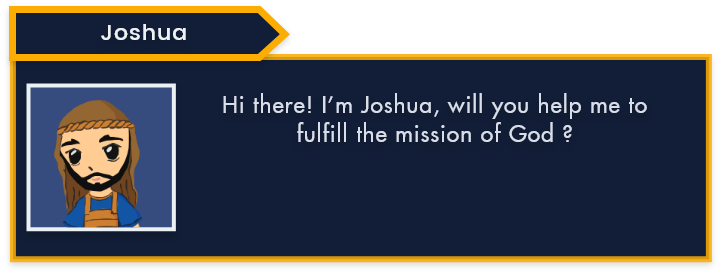 Joshua
Hi there! I’m Joshua, will you help me to
fulfill the mission of God ?